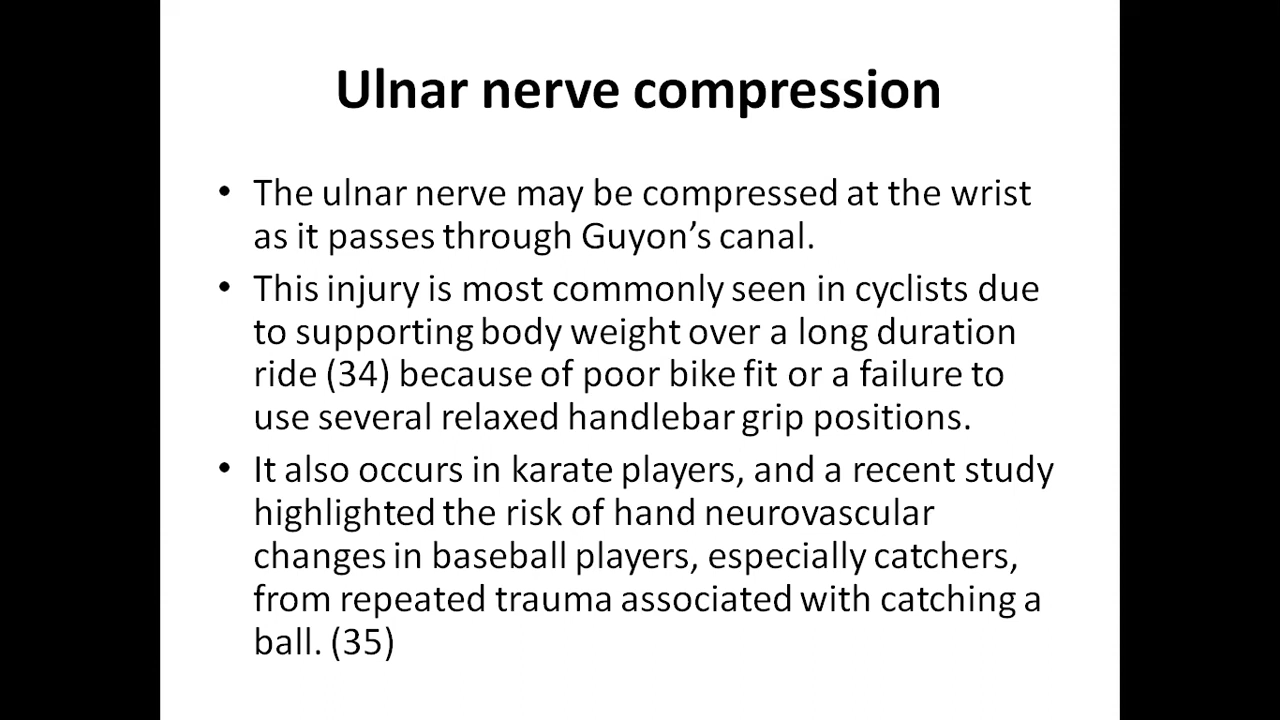 Ulnar nerve compression
• The ulnar nerve may be compressed at the wrist
as it passes through Guyon’s canal.
• This injury is most commonly seen in cyclists due
to supporting body weight over a long duration
ride (34) because of poor bike fit or a failure to
use several relaxed handlebar grip positions.
• It also occurs in karate players, and a recent study
highlighted the risk of hand neurovascular
changes in baseball players, especially catchers,
from repeated trauma associated with catching a
ball. (35)